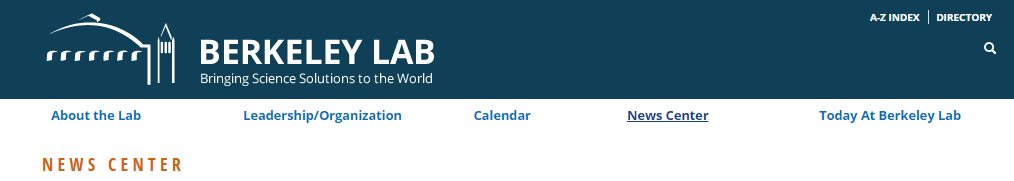 A-Z INDEX | DIRECTORY
BERKELEY LAB
Bringing Science Solutions to the World
About the Lab Leadership/Organization Calendar News Center Today At Berkeley Lab
NEWS CENTER